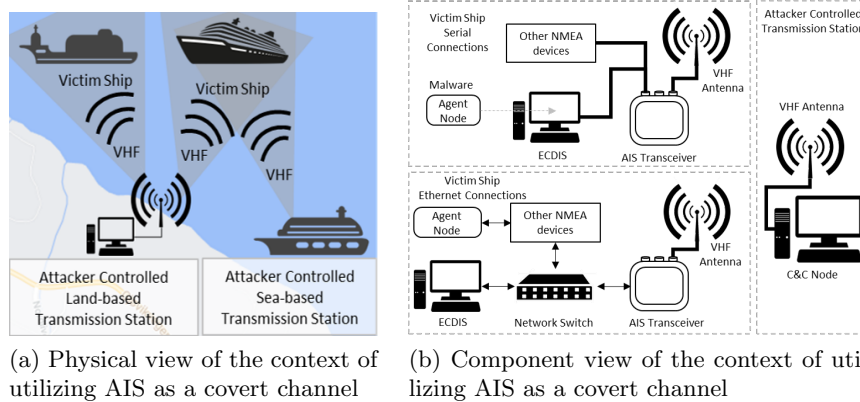 Victim Ship
Victim Ship
VHF
VHF
VHF
Attacker Controlled
Land-based
Transmission Station
Attacker Controlled
Sea-based
Transmission Station
(a) Physical view of the context of
utilizing AIS as a covert channel
Victim Ship
Serial
Connections
Other NMEA
devices
Malware
Agent
Node
ECDIS
AIS Transceiver
VHF
Antenna
Victim Ship
Ethernet Connections
Agent
Node
Other NMEA
devices
VHF
Antenna
ECDIS
Network Switch
AIS Transceiver
Attacker Controlled
Transmission Station
VHF Antenna
C&C Node
(b) Component view of the context of uti
lizing AIS as a covert channel